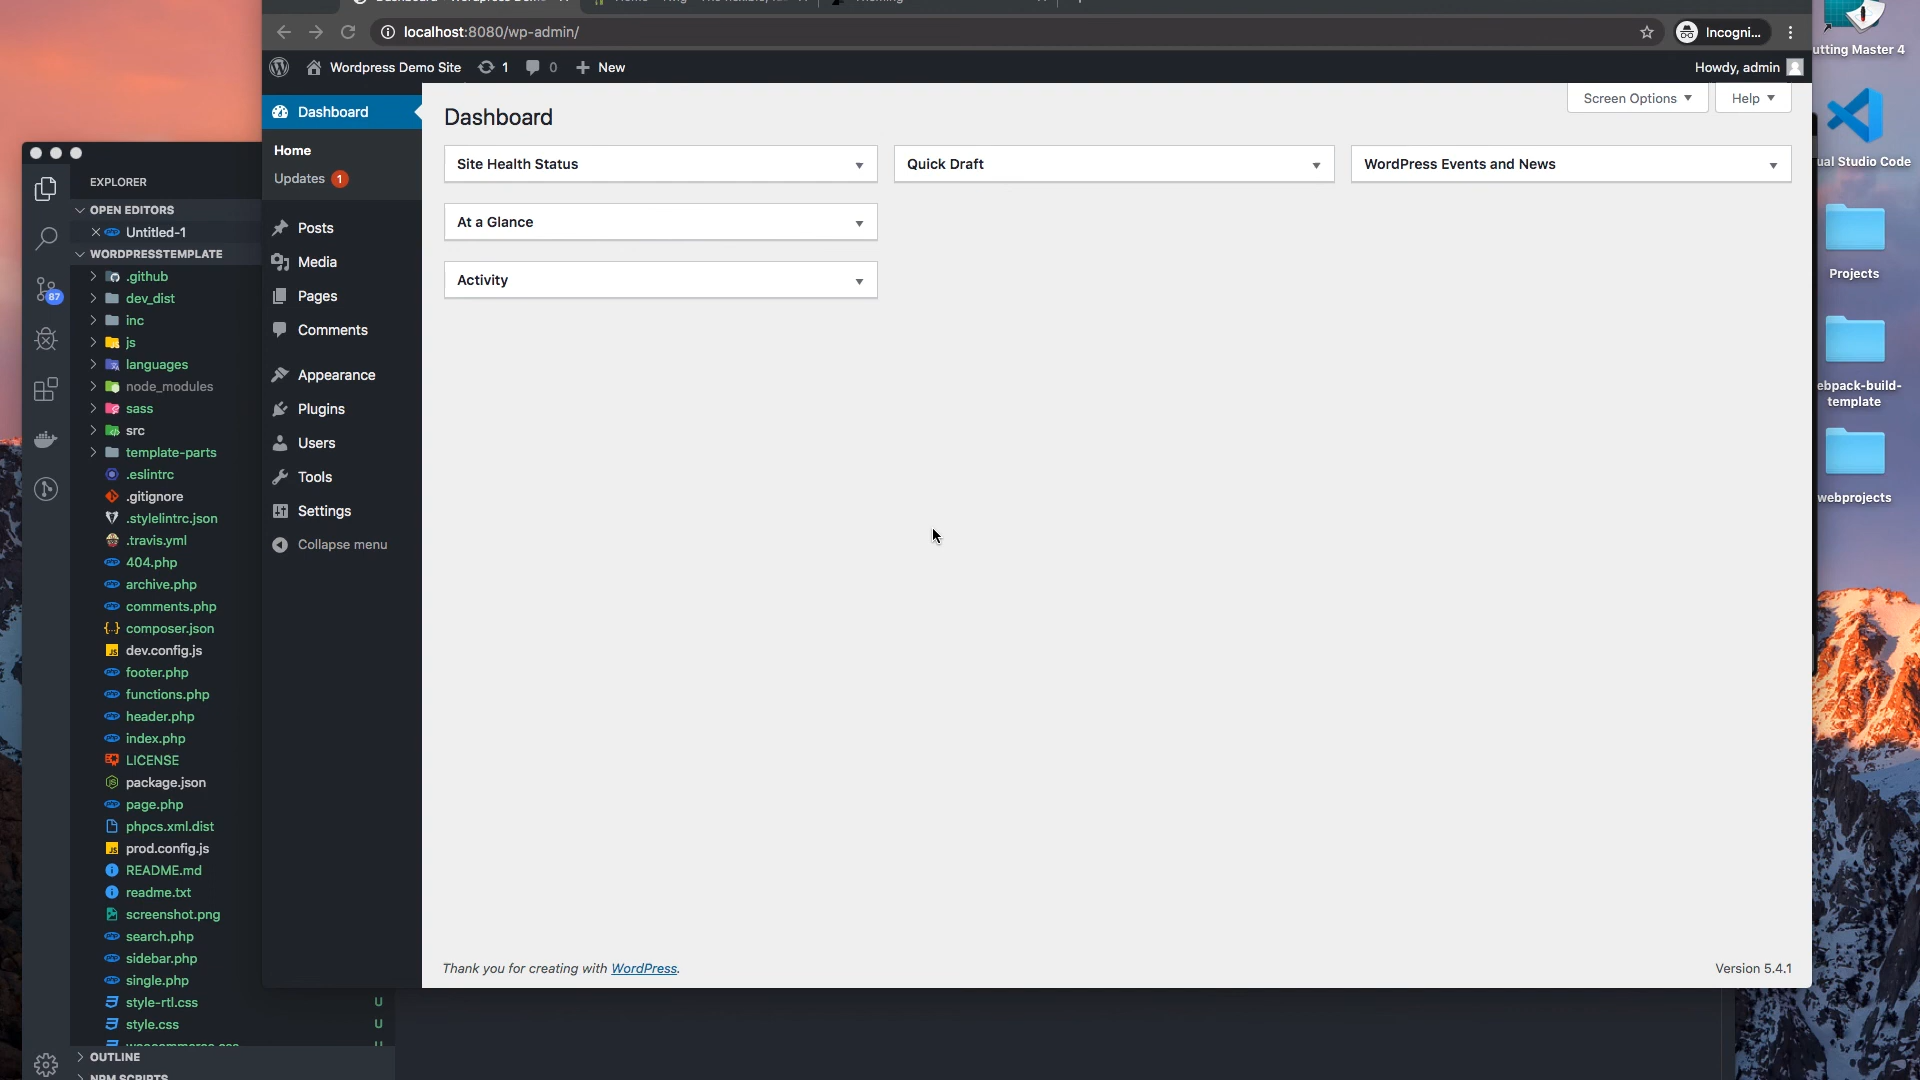 localhost:8080/wp-admin/
Incogni...
Wordpress Demo Site
1
0
New
Howdy, admin
Dashboard
Home
Updates 1
Posts
Media
Pages
Comments
Appearance
Plugins
Users
Tools
Settings
Collapse menu
Dashboard
Screen Options
Help
Site Health Status
Quick Draft
WordPress Events and News
At a Glance
Activity
Thank you for creating with WordPress.
Version 5.4.1
EXPLORER
OPEN EDITORS
Untitled-1
WORDPRESSTEMPLATE
87
.github
dev_dist
inc
js
languages
node_modules
sass
src
template-parts
.eslintrc
.gitignore
.stylelintrc.json
.travis.yml
404.php
archive.php
comments.php
composer.json
dev.config.js
footer.php
functions.php
header.php
index.php
LICENSE
package.json
page.php
phpcs.xml.dist
prod.config.js
README.md
readme.txt
screenshot.png
search.php
sidebar.php
single.php
style-rtl.css U
style.css U
OUTLINE
NPM SCRIPTS
utting Master 4
ual Studio Code
Projects
ebpack-build-
template
webprojects